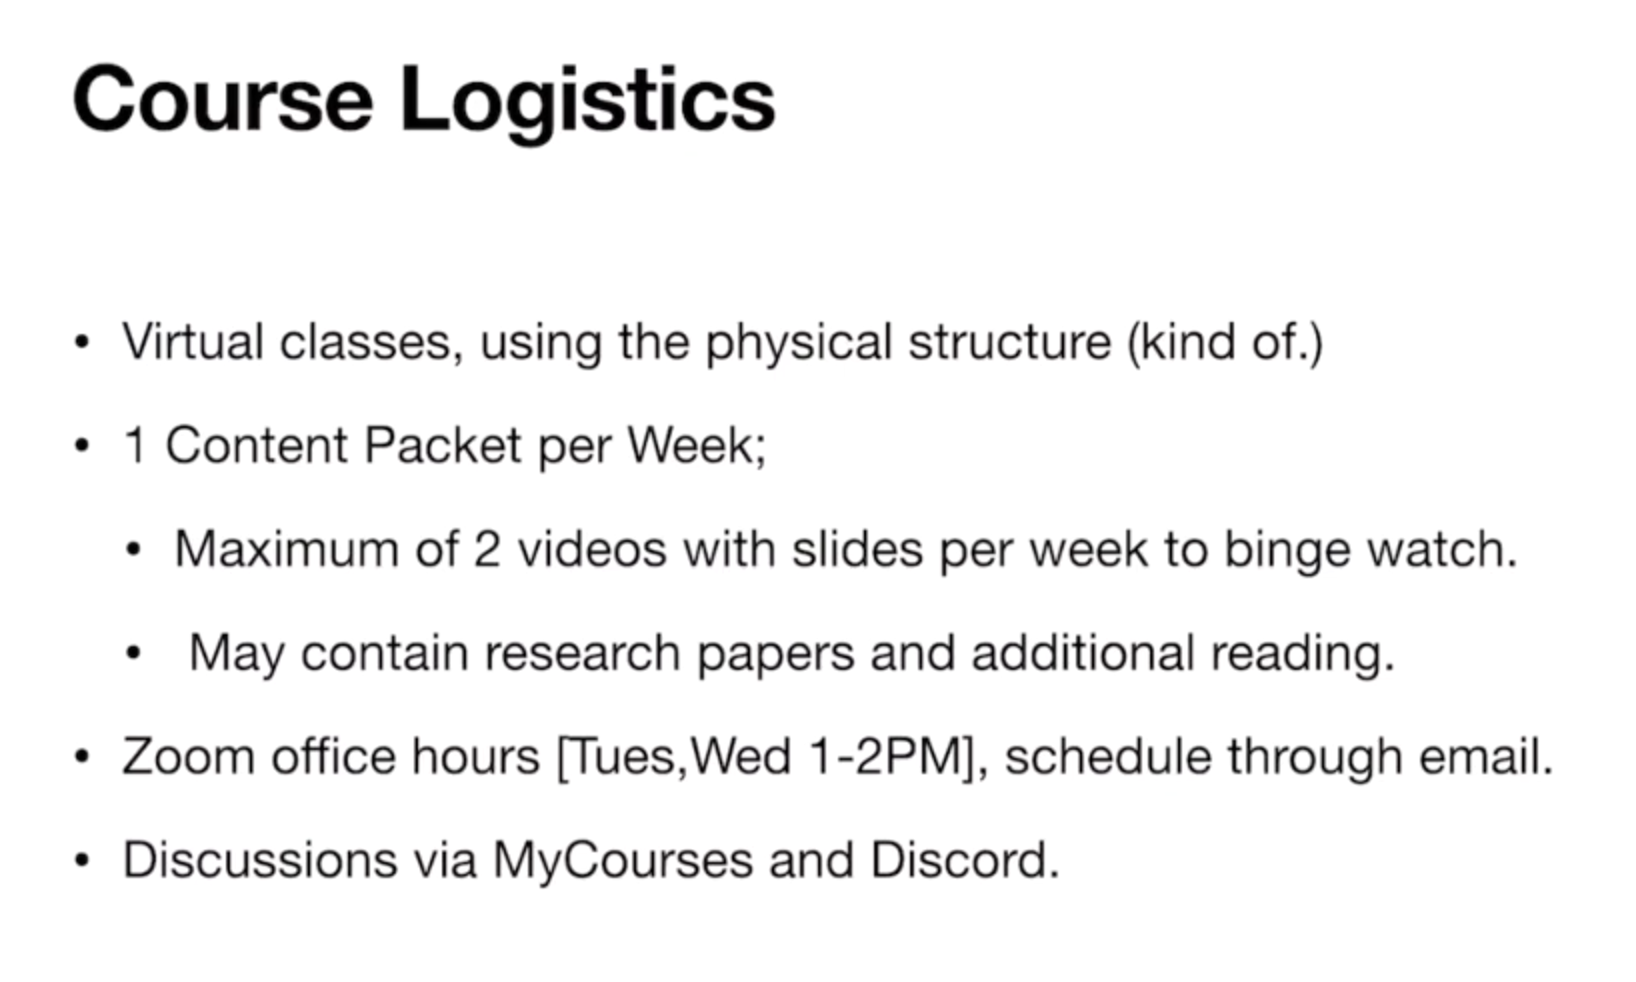 Course Logistics
• Virtual classes, using the physical structure (kind of.)
• 1 Content Packet per Week;
• Maximum of 2 videos with slides per week to binge watch.
• May contain research papers and additional reading.
• Zoom office hours [Tues,Wed 1-2PM], schedule through email.
• Discussions via MyCourses and Discord.